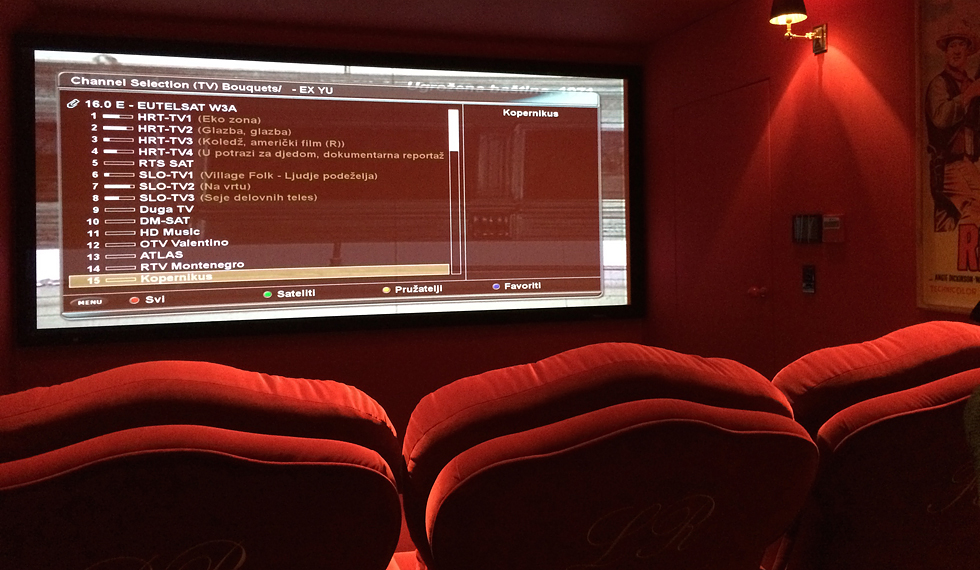 Channel Selection (TV) Bouquets/ - EX YU
16.0 E - EUTELSAT W3A
1 HRT-TV1 (Eko zona)
2 HRT-TV2 (Glazba, glazba)
3 HRT-TV3 (Koledž, američki film (R))
4 HRT-TV4 (U potrazi za djedom, dokumentarna reportaž
5 RTS SAT
6 SLO-TV1 (Village Folk - Ljudje podeželja)
7 SLO-TV2 (Na vrtu)
8 SLO-TV3 (Seje delovnih teles)
9 Duga TV
10 DM-SAT
11 HD Music
12 OTV Valentino
13 ATLAS
14 RTV Montenegro
15 Kopernikus
Kopernikus
MENU Svi Sateliti Pružatelji Favoriti
R
LR